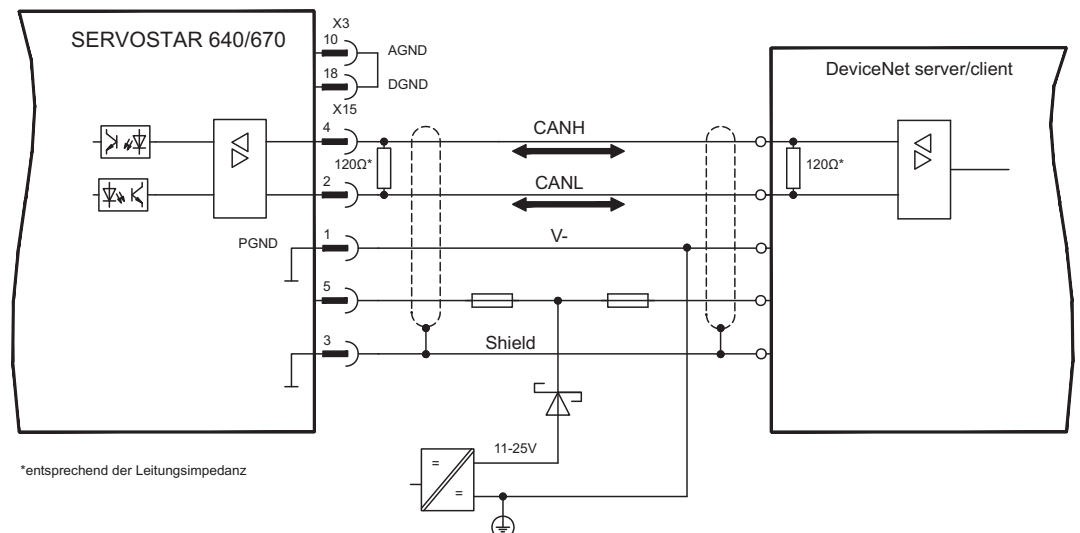 SERVOSTAR 640/670
X3
10
AGND
18
DGND
X15
DeviceNet server/client
4
CANH
120Ω*
120Ω*
2
CANL
PGND
1
V-
5
3
Shield
11-25V
=
=
*entsprechend der Leitungsimpedanz